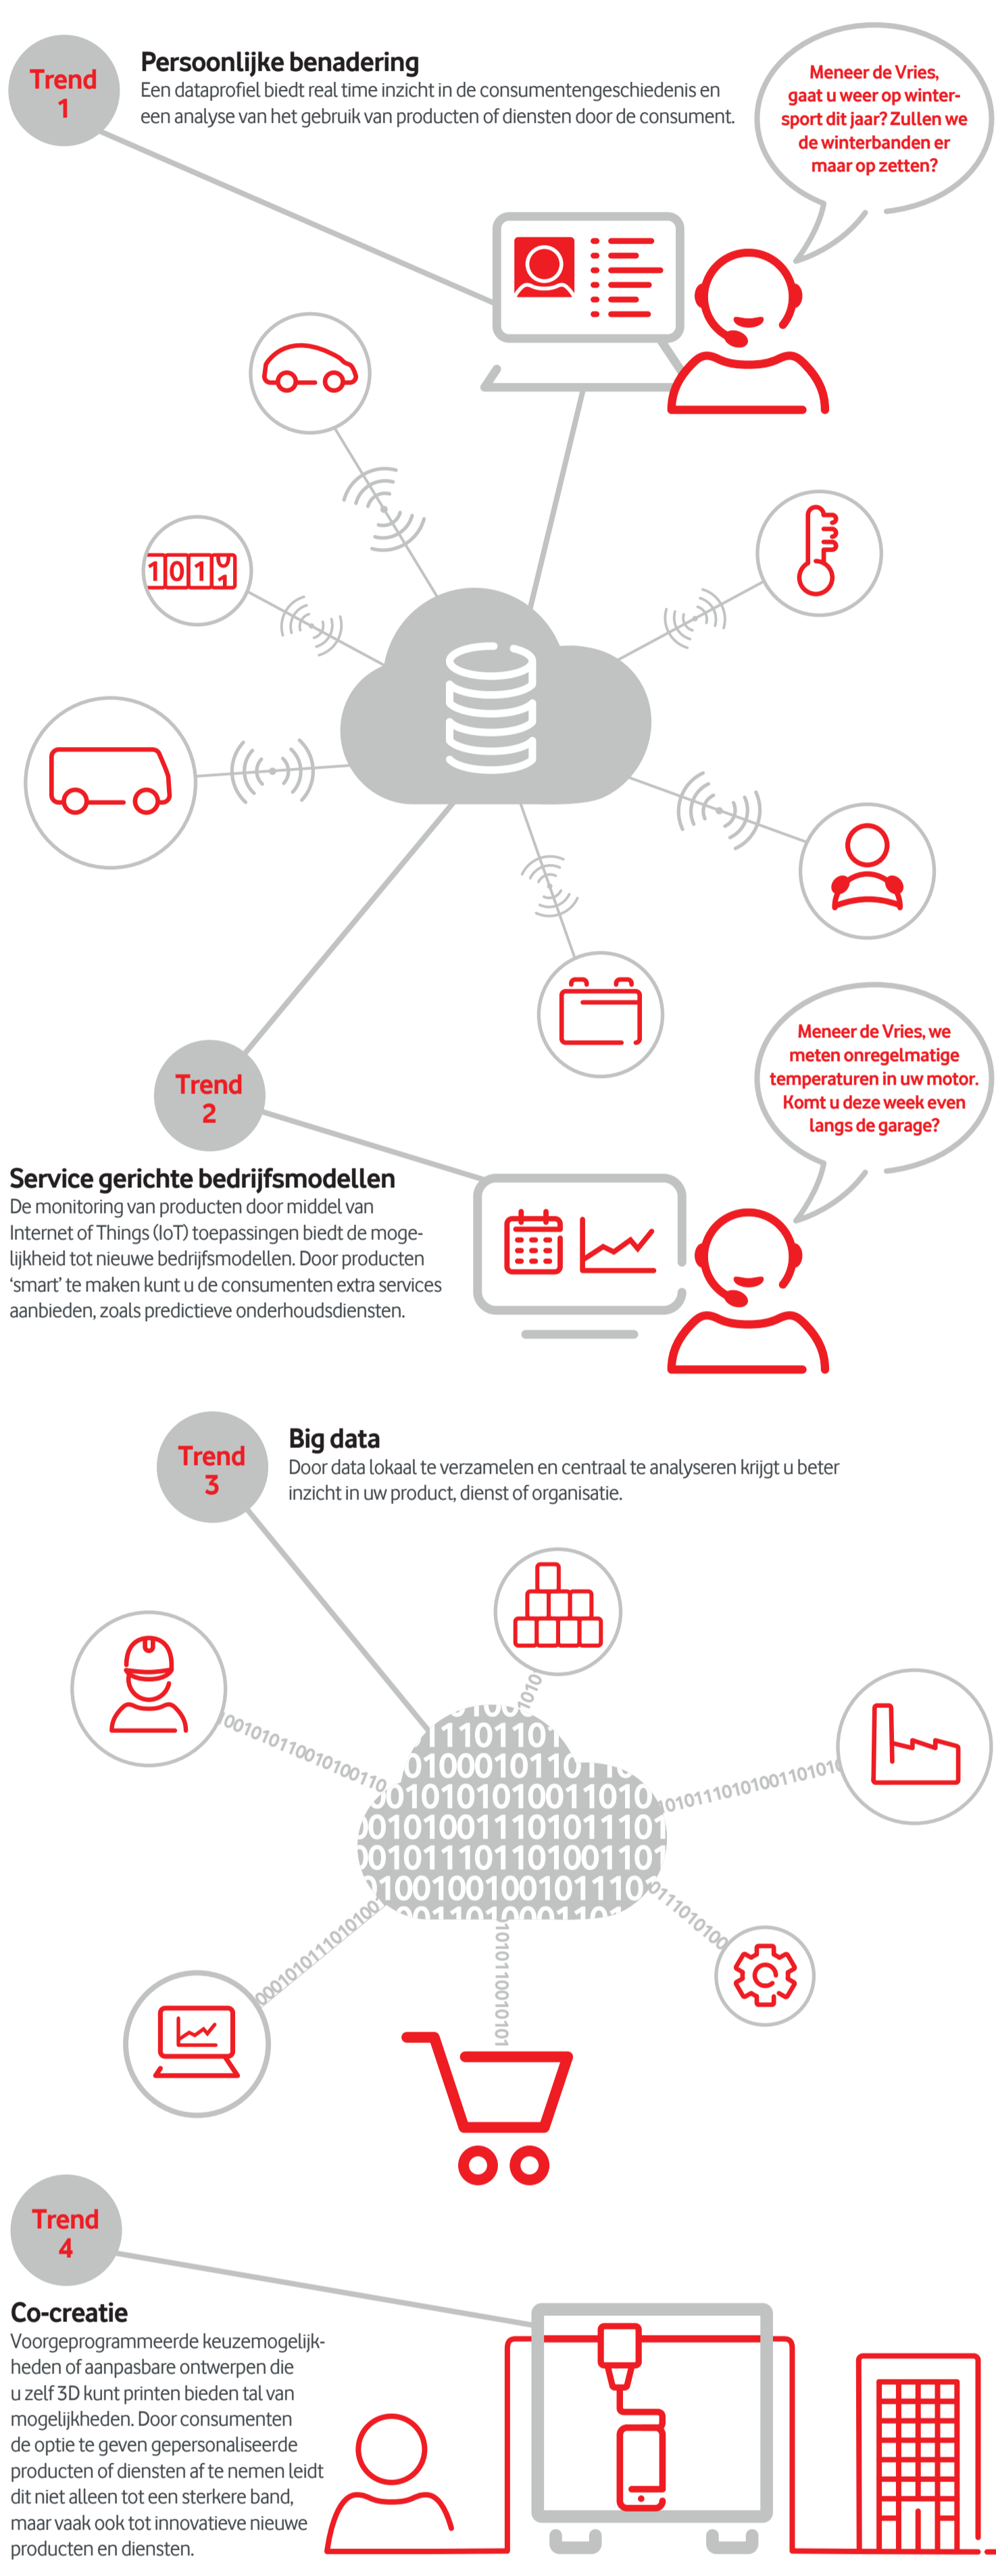 Trend
1
Persoonlijke benadering
Een dataprofiel biedt real time inzicht in de consumentengeschiedenis en
een analyse van het gebruik van producten of diensten door de consument.
Meneer de Vries,
gaat u weer op winter-
sport dit jaar? Zullen we
de winterbanden er
maar op zetten?
1010
1
Trend
2
Service gerichte bedrijfsmodellen
De monitoring van producten door middel van
Internet of Things (IoT) toepassingen biedt de moge-
lijkheid tot nieuwe bedrijfsmodellen. Door producten
‘smart’ te maken kunt u de consumenten extra services
aanbieden, zoals predictieve onderhoudsdiensten.
Meneer de Vries, we
meten onregelmatige
temperaturen in uw motor.
Komt u deze week even
langs de garage?
Trend
3
Big data
Door data lokaal te verzamelen en centraal te analyseren krijgt u beter
inzicht in uw product, dienst of organisatie.
Trend
4
Co-creatie
Voorgeprogrammeerde keuzemogelijk-
heden of aanpasbare ontwerpen die
u zelf 3D kunt printen bieden tal van
mogelijkheden. Door consumenten
de optie te geven gepersonaliseerde
producten of diensten af te nemen leidt
dit niet alleen tot een sterkere band,
maar vaak ook tot innovatieve nieuwe
producten en diensten.